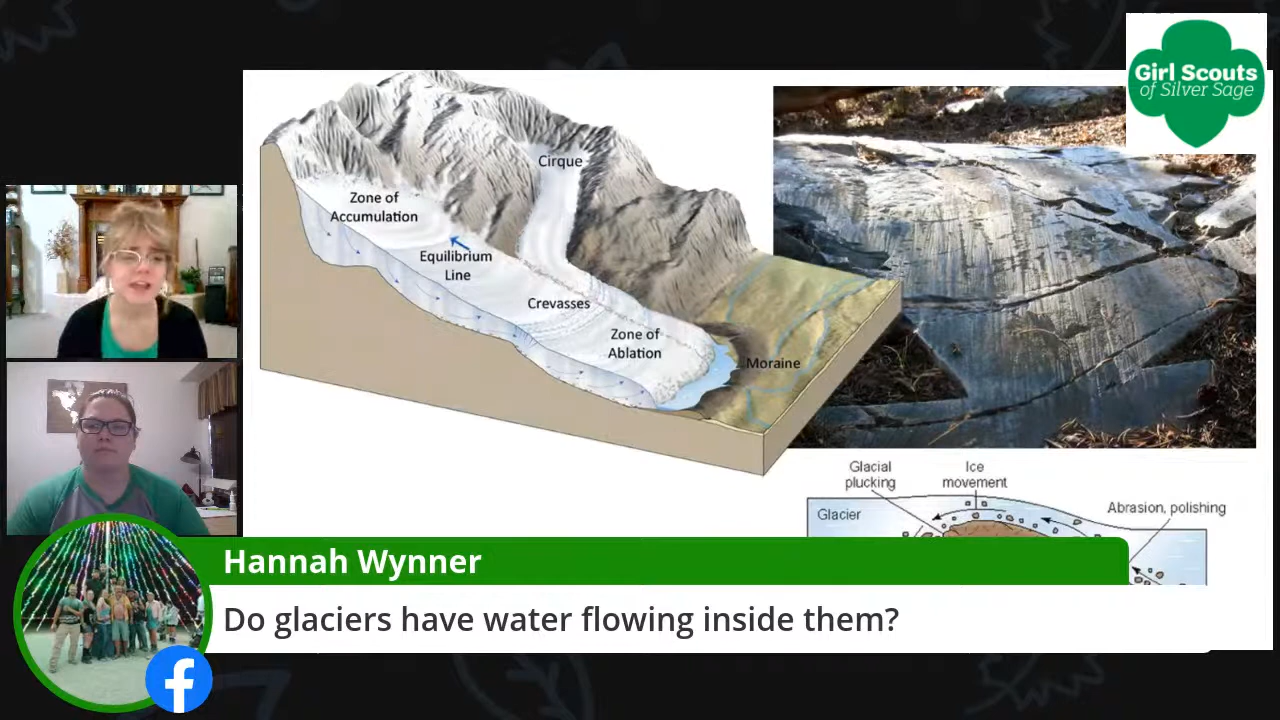 Girl Scouts
of Silver Sage
Cirque
Zone of
Accumulation
Equilibrium
Line
Crevasses
Zone of
Ablation
Moraine
Glacial
plucking
Ice
movement
Abrasion, polishing
Glacier
Hannah Wynner
Do glaciers have water flowing inside them?